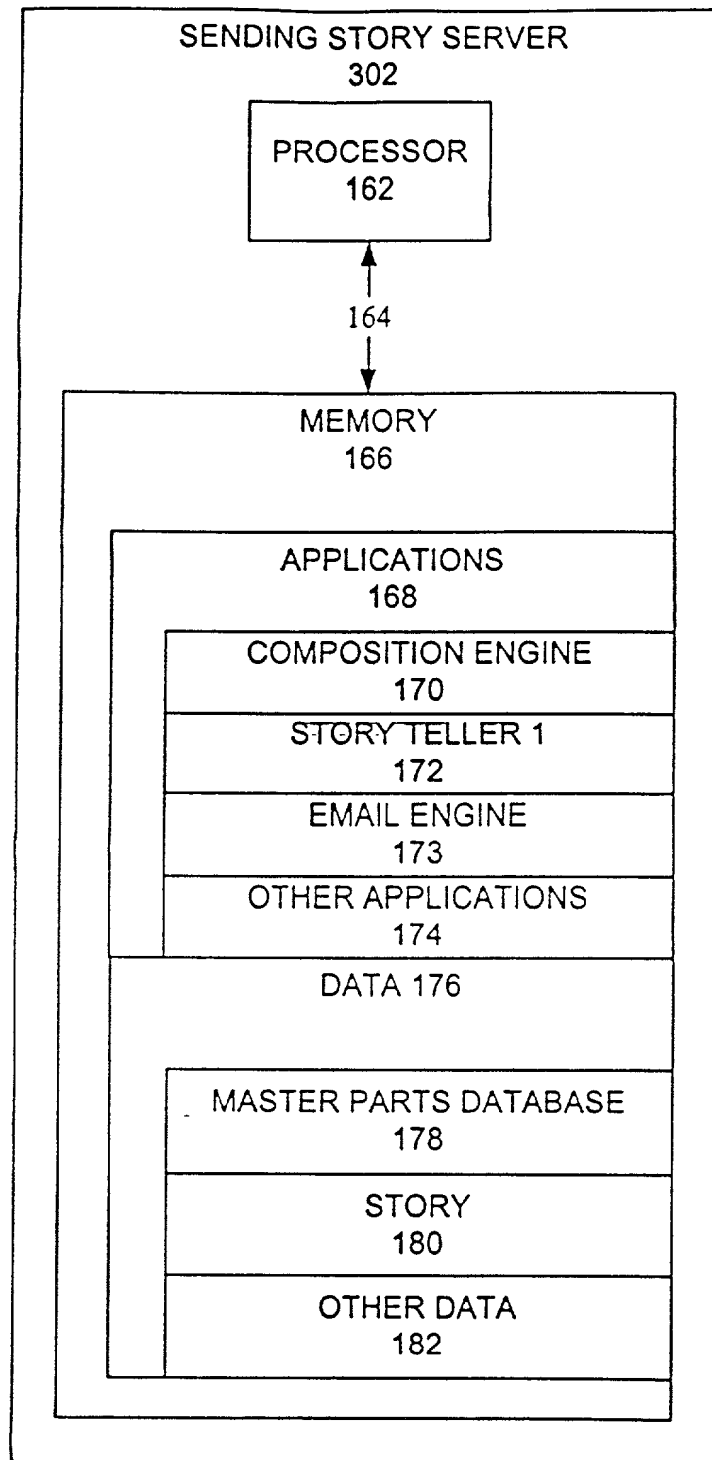 SENDING STORY SERVER
302
PROCESSOR
162
164
MEMORY
166
APPLICATIONS
168
COMPOSITION ENGINE
170
STORY TELLER 1
172
EMAIL ENGINE
173
OTHER APPLICATIONS
174
DATA 176
MASTER PARTS DATABASE
178
STORY
180
OTHER DATA
182